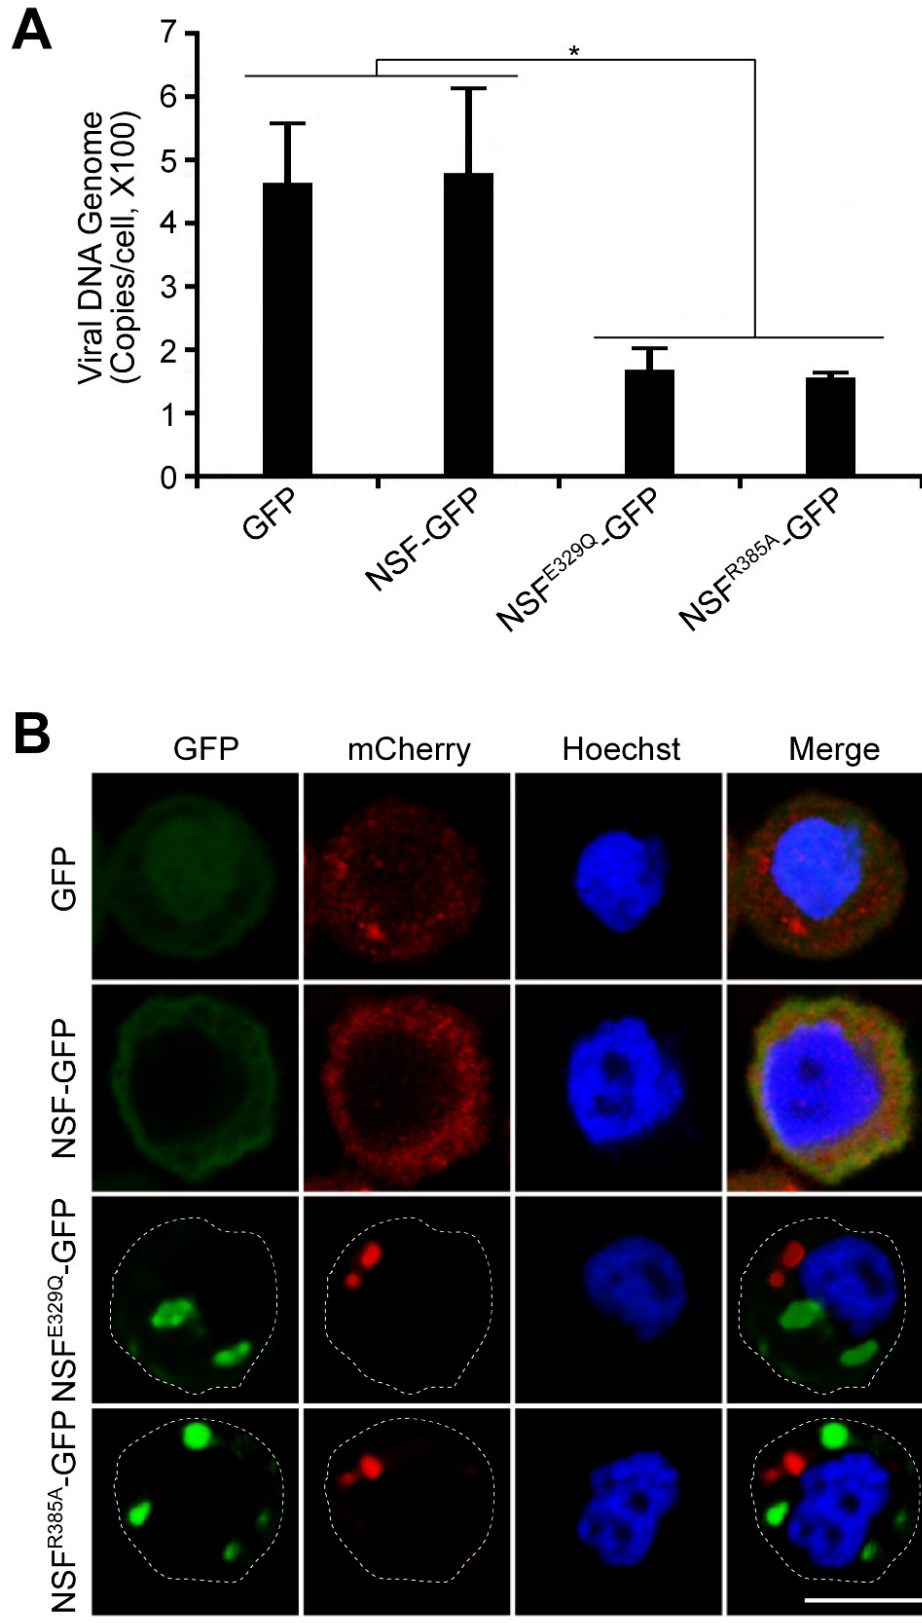 A
7
6
5
4
3
2
1
0
Viral DNA Genome
(Copies/cell, X100)
*
GFP
NSF-GFP
NSFE329Q-GFP
NSFR385A-GFP
B
GFP mCherry Hoechst Merge
GFP
NSF-GFP
NSFE329Q-GFP
NSFR385A-GFP